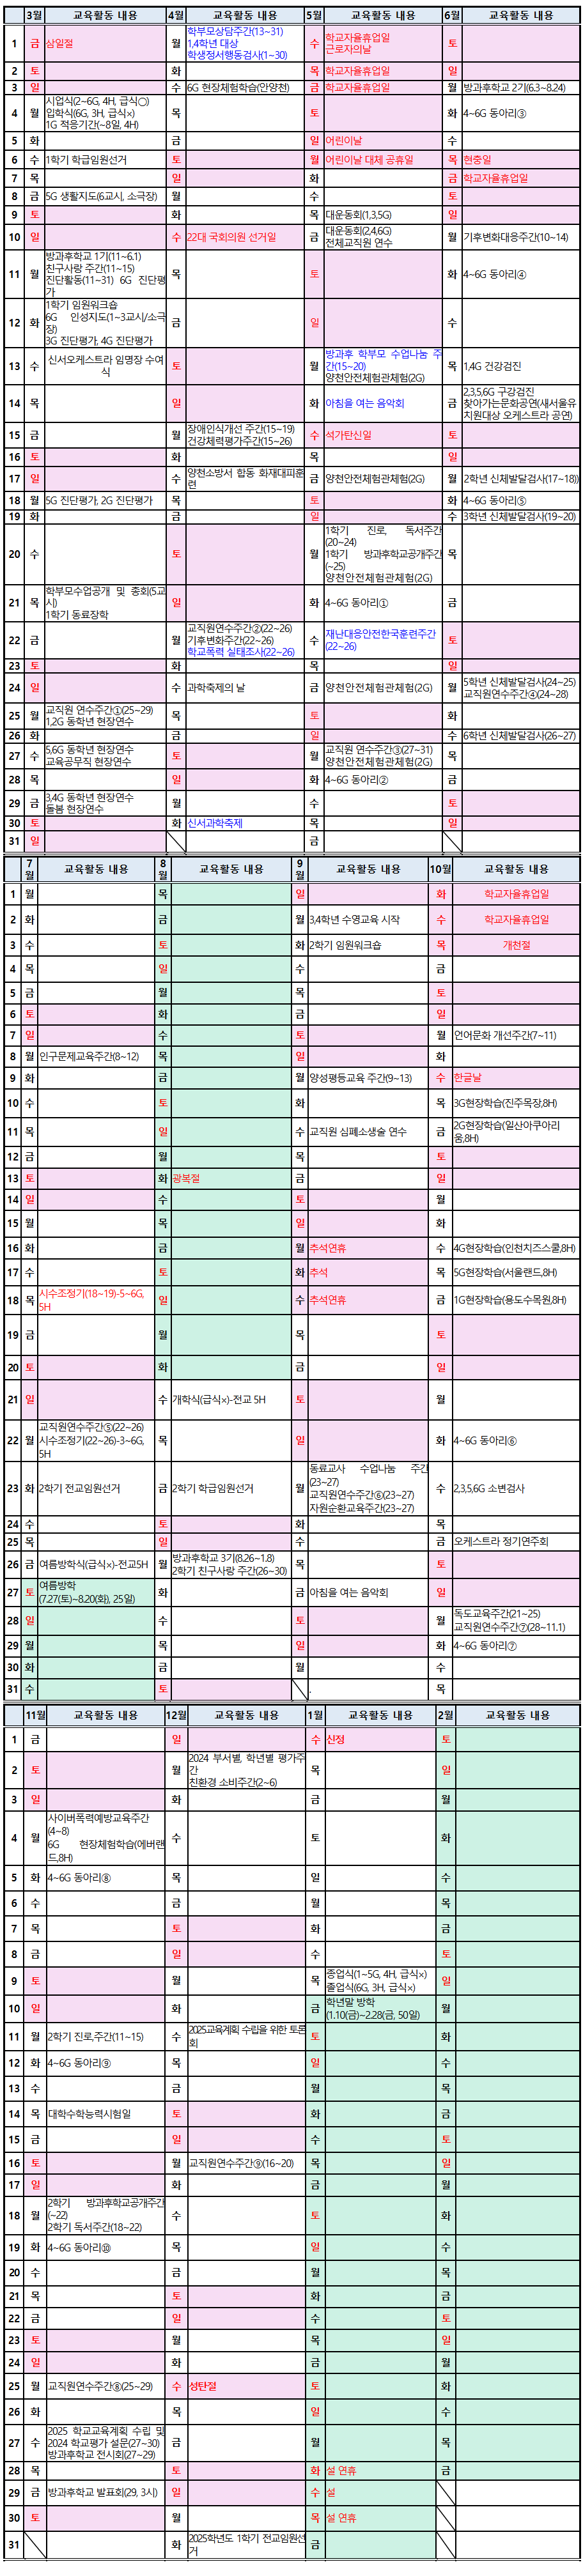 3월 교육활동 내용 4월 교육활동 내용 5월 교육활동 내용 6월 교육활동 내용
1 금 삼일절 월 학부모상담주간(13~31) 1,4학년 대상 학생정서행동검사(1~30) 수 학교자율휴업일 근로자의날 토
2 토 화 목 학교자율휴업일 일
3 일 수 6G 현장체험학습(안양천) 금 학교자율휴업일 월 방과후학교 2기(6.3~8.24)
4 월 시업식(2~6G, 4H, 급식○) 입학식(6G, 3H, 급식×) 1G 적응기간(~8일, 4H) 목 토 화 4~6G 동아리③
5 화 금 일 어린이날 수
6 수 1학기 학급임원선거 토 월 어린이날 대체 공휴일 목 현충일
7 목 일 화 금 학교자율휴업일
8 금 5G 생활지도(6교시, 소극장) 월 수 토
9 토 화 목 대운동회(1,3,5G) 일
10 일 수 22대 국회의원 선거일 금 대운동회(2,4,6G) 전체교직원 연수 월 기후변화대응주간(10~14)
11 월 방과후학교 1기(11~6.1) 친구사랑 주간(11~15) 진단활동(11~31) 6G 진단평가 목 토 화 4~6G 동아리④
12 화 1학기 임원워크숍 6G 인성지도(1~3교시/소극장) 3G 진단평가, 4G 진단평가 금 일 수
13 수 신서오케스트라 임명장 수여식 토 월 방과후 학부모 수업나눔 주간(15~20) 양천안전체험관체험(2G) 목 1,4G 건강검진
14 목 일 화 아침을 여는 음악회 금 2,3,5,6G 구강검진 찾아가는문화공연(새서울유치원대상 오케스트라 공연)
15 금 월 장애인식개선 주간(15~19) 건강체력평가주간(15~26) 수 석가탄신일 토
16 토 화 목 일
17 일 수 양천소방서 합동 화재대피훈련 금 양천안전체험관체험(2G) 월 2학년 신체발달검사(17~18))
18 월 5G 진단평가, 2G 진단평가 목 토 화 4~6G 동아리⑤
19 화 금 일 수 3학년 신체발달검사(19~20)
20 수 토 월 1학기 진로, 독서주간(20~24) 1학기 방과후학교공개주간(~25) 양천안전체험관체험(2G) 목
21 목 학부모수업공개 및 총회(5교시) 1학기 동료장학 일 화 4~6G 동아리① 금
22 금 월 교직원연수주간②(22~26) 기후변화주간(22~26) 학교폭력 실태조사(22~26) 수 재난대응안전한국훈련주간(22~26) 토
23 토 화 목 일
24 일 수 과학축제의 날 금 양천안전체험관체험(2G) 월 5학년 신체발달검사(24~25) 교직원연수주간④(24~28)
25 월 교직원 연수주간①(25~29) 1,2G 동학년 현장연수 목 토 화
26 화 금 일 수 6학년 신체발달검사(26~27)
27 수 5,6G 동학년 현장연수 교육공무직 현장연수 토 월 교직원 연수주간③(27~31) 양천안전체험관체험(2G) 목
28 목 일 화 4~6G 동아리② 금
29 금 3,4G 동학년 현장연수 돌봄 현장연수 월 수 토
30 토 화 신서과학축제 목 일
31 일 금
7월 교육활동 내용 8월 교육활동 내용 9월 교육활동 내용 10월 교육활동 내용
1 월 목 일 화 학교자율휴업일
2 화 금 월 3,4학년 수영교육 시작 수 학교자율휴업일
3 수 토 화 2학기 임원워크숍 목 개천절
4 목 일 수 금
5 금 월 목 토
6 토 화 금 일
7 일 수 토 월 언어문화 개선주간(7~11)
8 월 인구문제교육주간(8~12) 목 일 화
9 화 금 월 양성평등교육 주간(9~13) 수 한글날
10 수 토 화 목 3G현장학습(진주목장,8H)
11 목 일 수 교직원 심폐소생술 연수 금 2G현장학습(일산아쿠아리움,8H)
12 금 월 목 토
13 토 화 광복절 금 일
14 일 수 토 월
15 월 목 일 화
16 화 금 월 추석연휴 수 4G현장학습(인천치즈스쿨,8H)
17 수 토 화 추석 목 5G현장학습(서울랜드,8H)
18 목 시수조정기(18~19)-5~6G, 5H 일 수 추석연휴 금 1G현장학습(용도수목원,8H)
19 금 월 목 토
20 토 화 금 일
21 일 수 개학식(급식×)-전교 5H 토 월
22 월 교직원연수주간⑤(22~26) 시수조정기(22~26)-3~6G, 5H 목 일 화 4~6G 동아리⑥
23 화 2학기 전교임원선거 금 2학기 학급임원선거 월 동료교사 수업나눔 주간(23~27) 교직원연수주간⑥(23~27) 자원순환교육주간(23~27) 수 2,3,5,6G 소변검사
24 수 토 화 목
25 목 일 수 금 오케스트라 정기연주회
26 금 여름방학식(급식×)-전교5H 월 방과후학교 3기(8.26~1.8) 2학기 친구사랑 주간(26~30) 목 토
27 토 여름방학 (7.27(토)~8.20(화), 25일) 화 금 아침을 여는 음악회 일
28 일 수 토 월 독도교육주간(21~25) 교직원연수주간⑦(28~11.1)
29 월 목 일 화 4~6G 동아리⑦
30 화 금 월 수
31 수 토 . 목
11월 교육활동 내용 12월 교육활동 내용 1월 교육활동 내용 2월 교육활동 내용
1 금 일 수 신정 토
2 토 월 2024 부서별, 학년별 평가주간 친환경 소비주간(2~6) 목 일
3 일 화 금 월
4 월 사이버폭력예방교육주간(4~8) 6G 현장체험학습(에버랜드,8H) 수 토 화
5 화 4~6G 동아리⑧ 목 일 수
6 수 금 월 목
7 목 토 화 금
8 금 일 수 토
9 토 월 목 종업식(1~5G, 4H, 급식×) 졸업식(6G, 3H, 급식×) 일
10 일 화 금 학년말 방학 (1.10(금)~2.28(금, 50일) 월
11 월 2학기 진로,주간(11~15) 수 2025교육계획 수립을 위한 토론회 토 화
12 화 4~6G 동아리⑨ 목 일 수
13 수 금 월 목
14 목 대학수학능력시험일 토 화 금
15 금 일 수 토
16 토 월 교직원연수주간⑨(16~20) 목 일
17 일 화 금 월
18 월 2학기 방과후학교공개주간(~22) 2학기 독서주간(18~22) 수 토 화
19 화 4~6G 동아리⑩ 목 일 수
20 수 금 월 목
21 목 토 화 금
22 금 일 수 토
23 토 월 목 일
24 일 화 금 월
25 월 교직원연수주간⑧(25~29) 수 성탄절 토 화
26 화 목 일 수
27 수 2025 학교교육계획 수립 및 2024 학교평가 설문(27~30) 방과후학교 전시회(27~29) 금 월 목
28 목 토 화 설 연휴 금
29 금 방과후학교 발표회(29, 3시) 일 수 설
30 토 월 목 설 연휴
31 화 2025학년도 1학기 전교임원선거 금